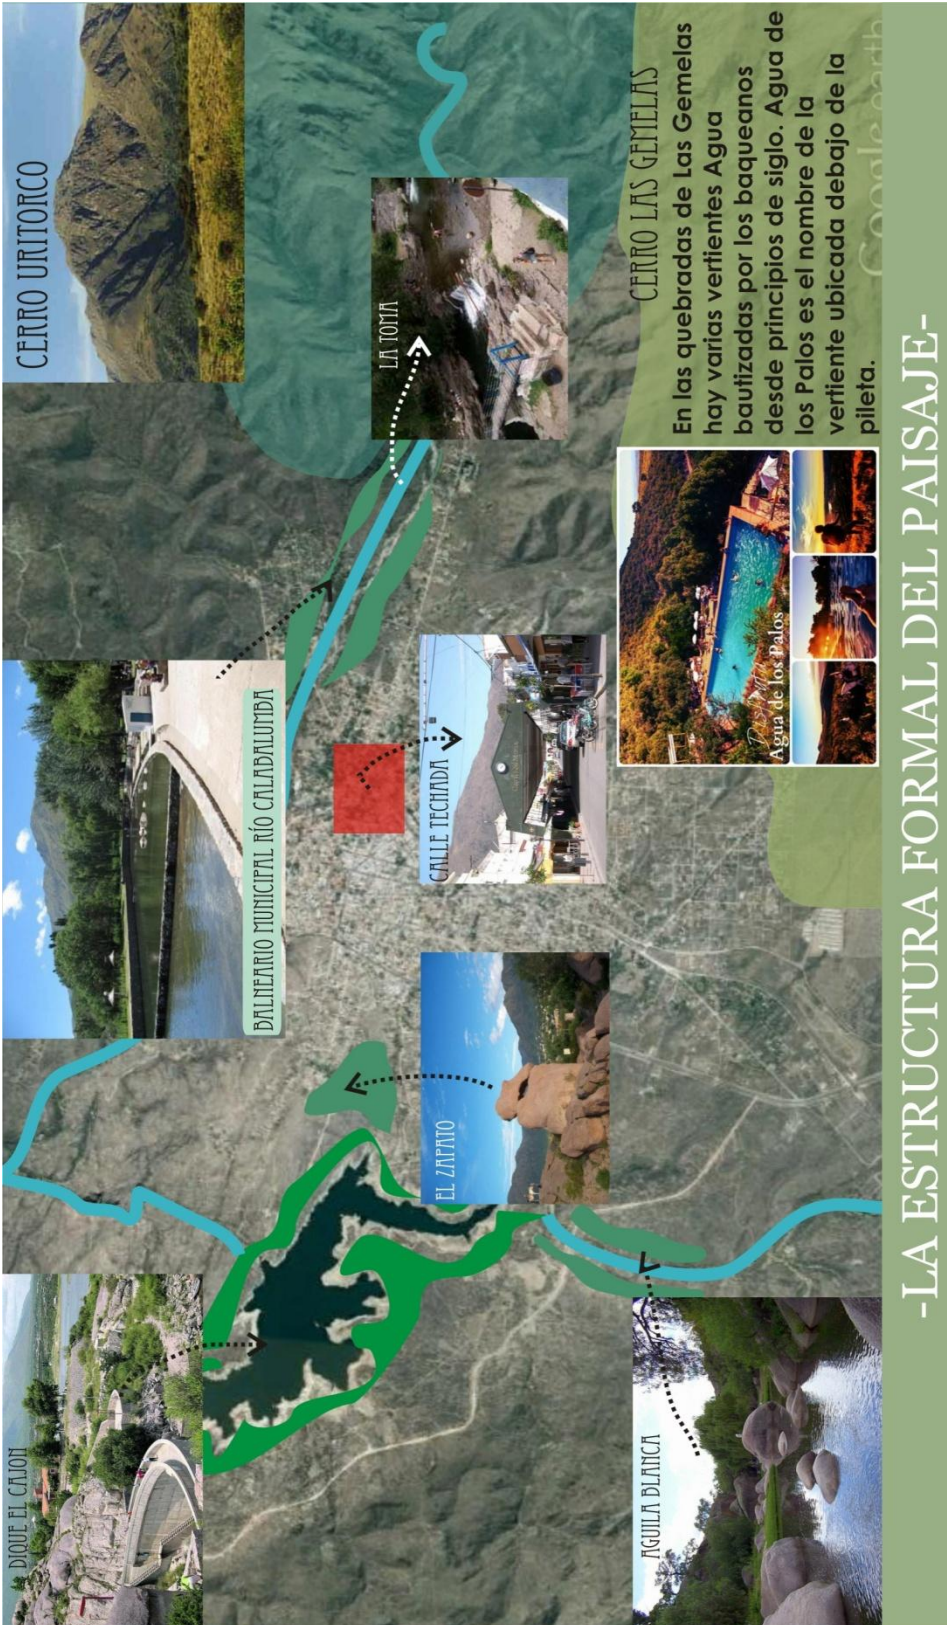 DIQUE EL CAJON
BALNEARIO MUNICIPAL RÍO CALABALUMBA
CERRO URITORCO
LA TOMA
CALLE TECHADA
EL ZAPATO
AGUILA BLANCA
CERRO LAS GEMELAS
En las quebradas de Las Gemelas
hay varias vertientes Agua
bautizadas por los baqueanos
desde principios de siglo. Agua de
los Palos es el nombre de la
vertiente ubicada debajo de la
pileta.
Agua de los Palos
Google earth
-LA ESTRUCTURA FORMAL DEL PAISAJE-